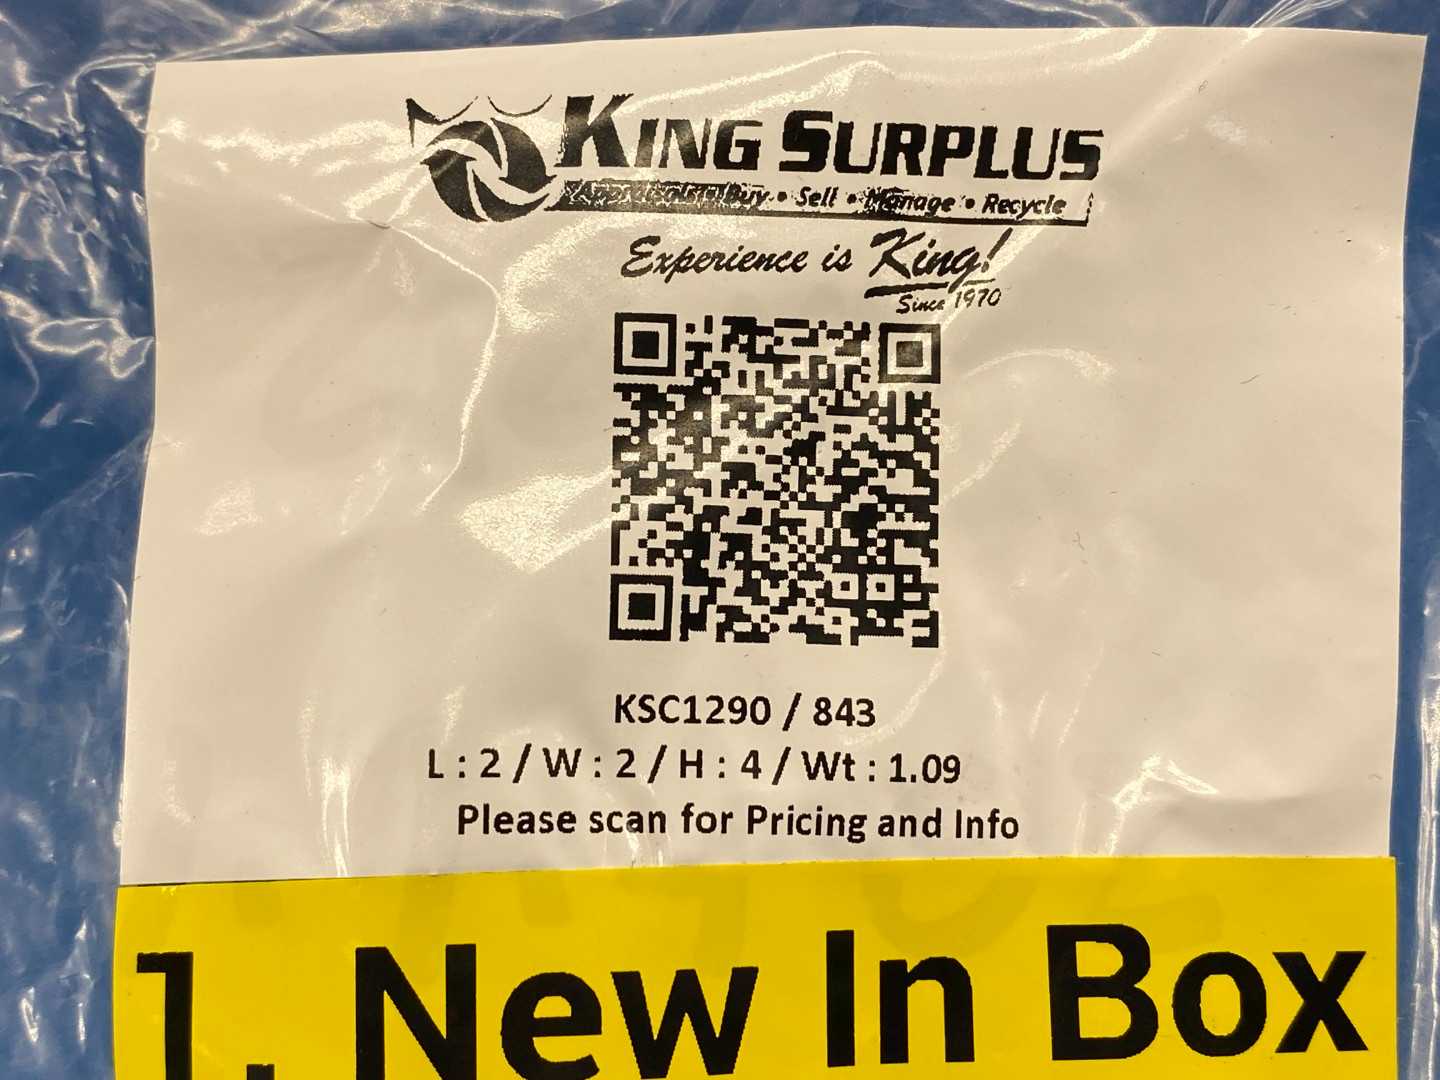 KING SURPLUS
Appraisals • Buy • Sell • Manage • Recycle
Experience is King!
Since 1970
KSC1290 / 843
L : 2 / W : 2 / H : 4 / Wt : 1.09
Please scan for Pricing and Info
1. New In Box